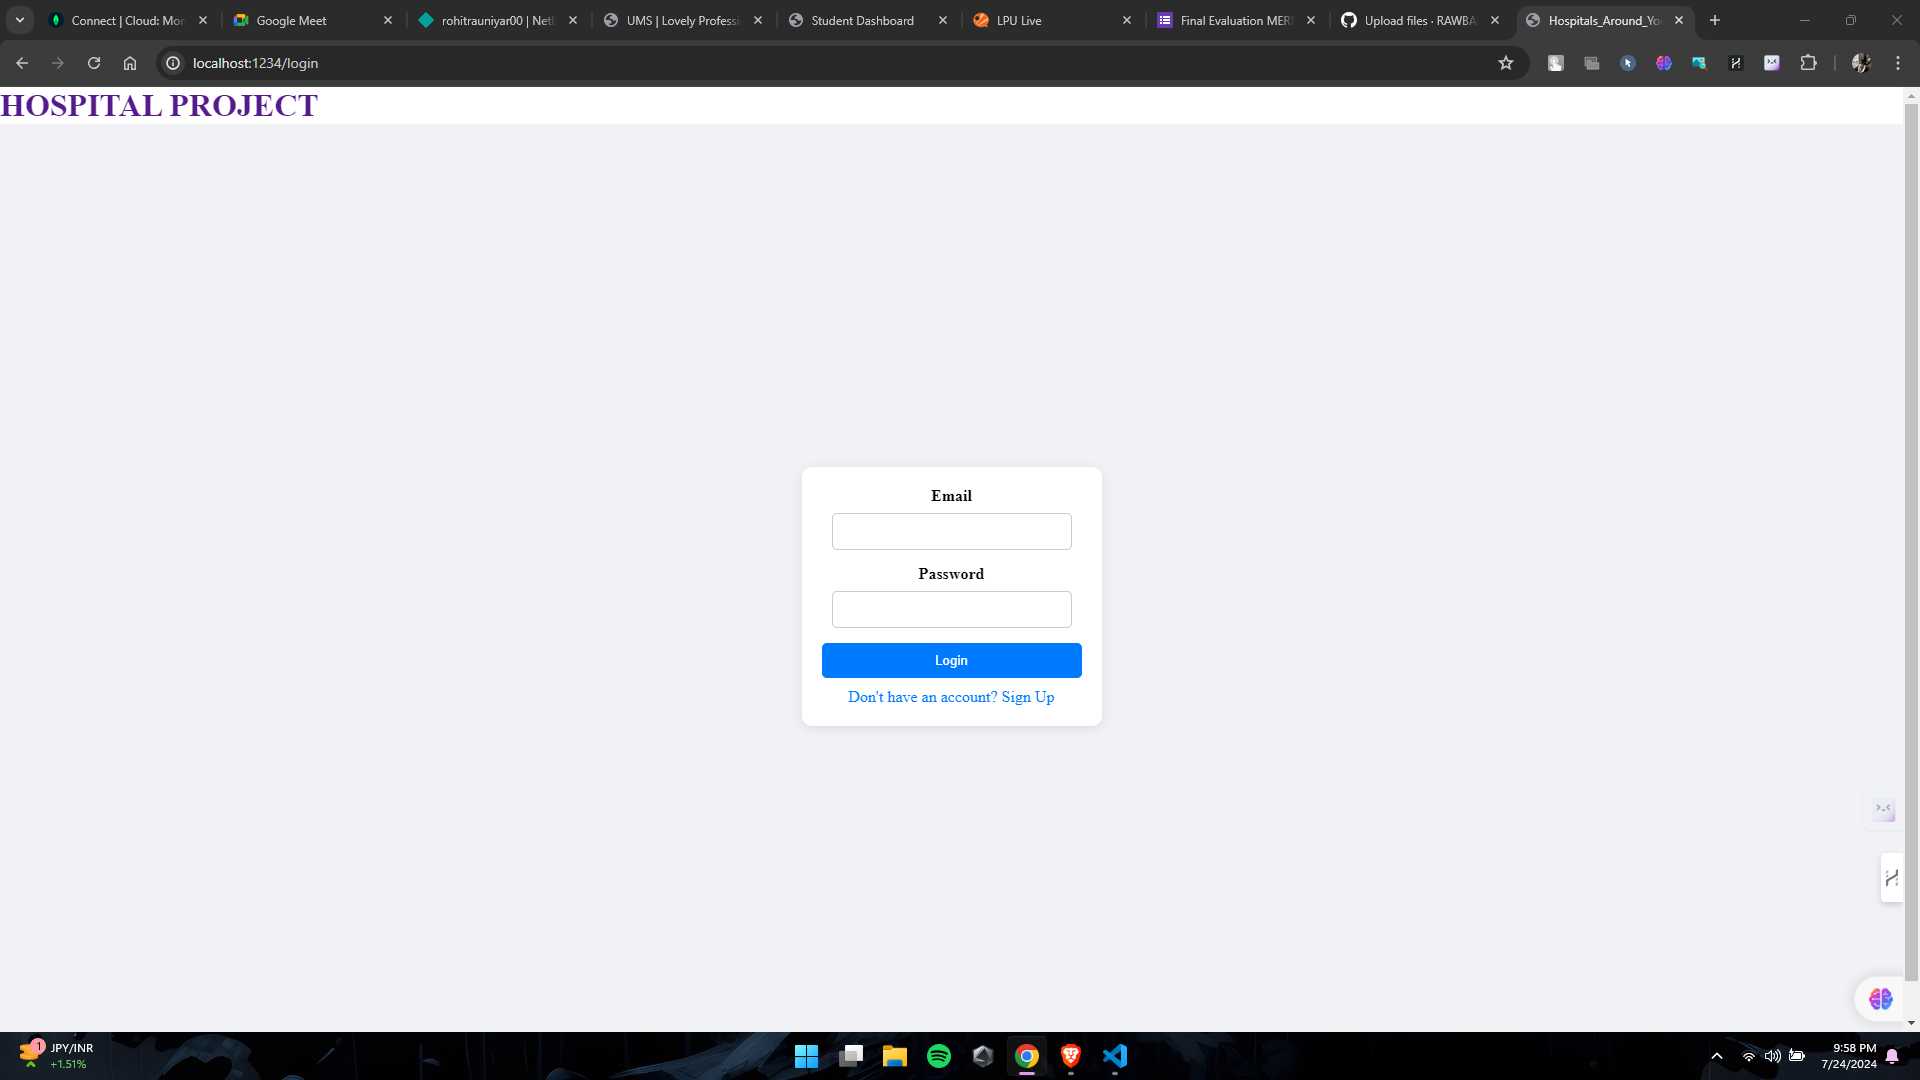 Connect | Cloud: Mon
Google Meet
rohitrauniyar00 | Netl
UMS | Lovely Professi
Student Dashboard
LPU Live
Final Evaluation MER
Upload files · RAWBA
Hospitals_Around_Yo
localhost:1234/login
HOSPITAL PROJECT
Email
Password
Login
Don't have an account? Sign Up
1
JPY/INR
+1.51%
9:58 PM
7/24/2024